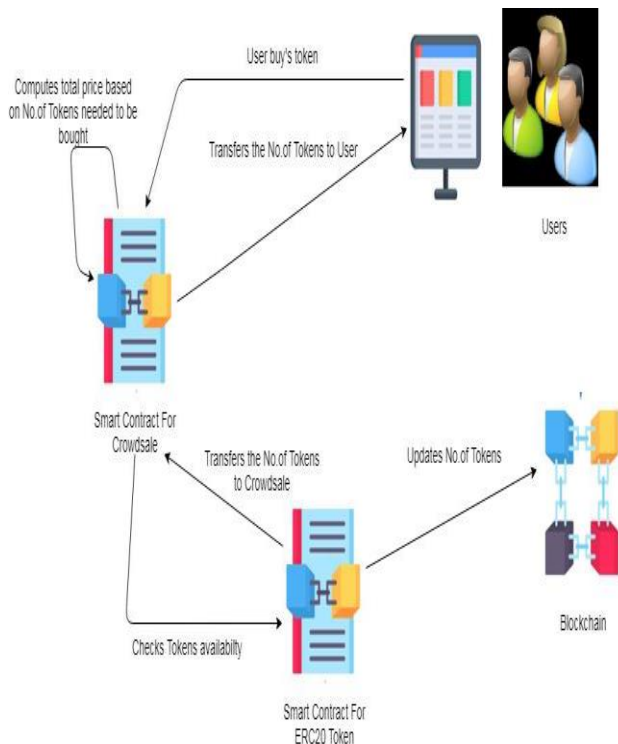 User buy's token
Computes total price based
on No.of Tokens needed to be
bought
Transfers the No.of Tokens to User
Users
Smart Contract For
Crowdsale
Transfers the No.of Tokens
to Crowdsale
Updates No.of Tokens
Blockchain
Checks Tokens availabilty
Smart Contract For
ERC20 Token